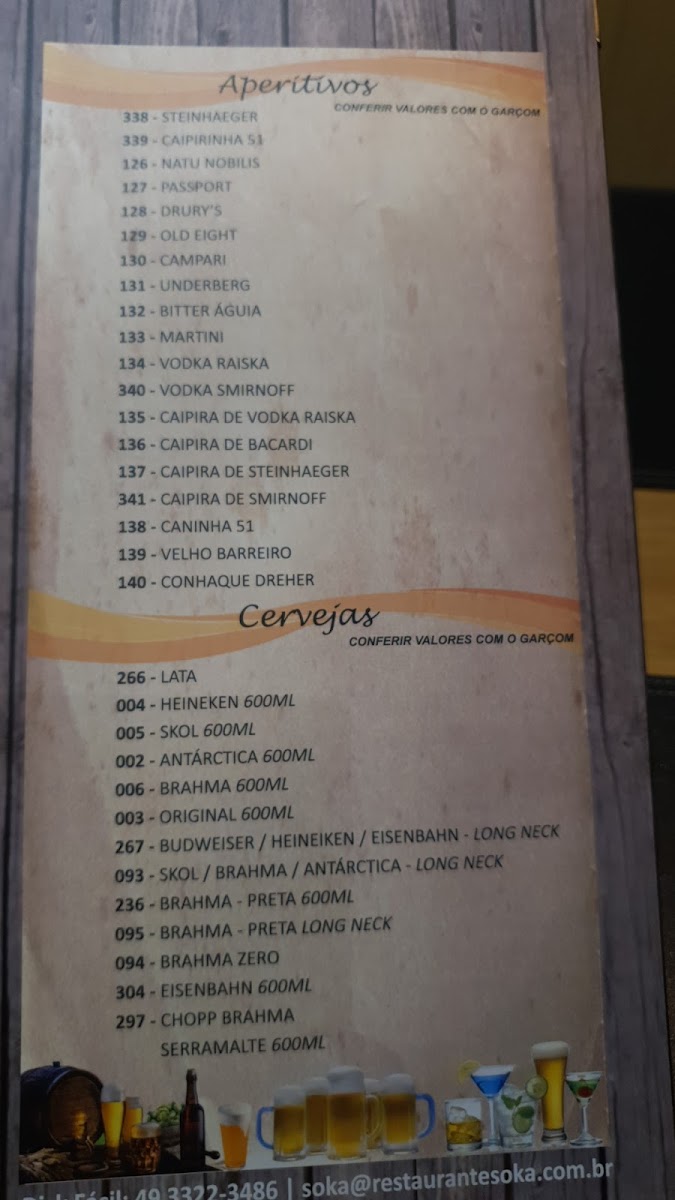 Aperitivos
CONFERIR VALORES COM O GARÇOM
338 - STEINHAEGER
339 - CAIPIRINHA 51
126 - NATU NOBILIS
127 - PASSPORT
128 - DRURY'S
129 - OLD EIGHT
130 - CAMPARI
131 - UNDERBERG
132 - BITTER ÁGUIA
133 - MARTINI
134 - VODKA RAISKA
340 - VODKA SMIRNOFF
135 - CAIPIRA DE VODKA RAISKA
136 - CAIPIRA DE BACARDI
137 - CAIPIRA DE STEINHAEGER
341 - CAIPIRA DE SMIRNOFF
138 - CANINHA 51
139 - VELHO BARREIRO
140 - CONHAQUE DREHER
Cervejas
CONFERIR VALORES COM O GARÇOM
266 - LATA
004 - HEINEKEN 600ML
005 - SKOL 600ML
002 - ANTÁRCTICA 600ML
006 - BRAHMA 600ML
003 - ORIGINAL 600ML
267 - BUDWEISER / HEINEIKEN / EISENBAHN - LONG NECK
093 - SKOL / BRAHMA / ANTÁRCTICA - LONG NECK
236 - BRAHMA - PRETA 600ML
095 - BRAHMA - PRETA LONG NECK
094 - BRAHMA ZERO
304 - EISENBAHN 600ML
297 - CHOPP BRAHMA
SERRAMALTE 600ML
Disk Fácil: 49 3322-3486 | soka@restaurantesoka.com.br